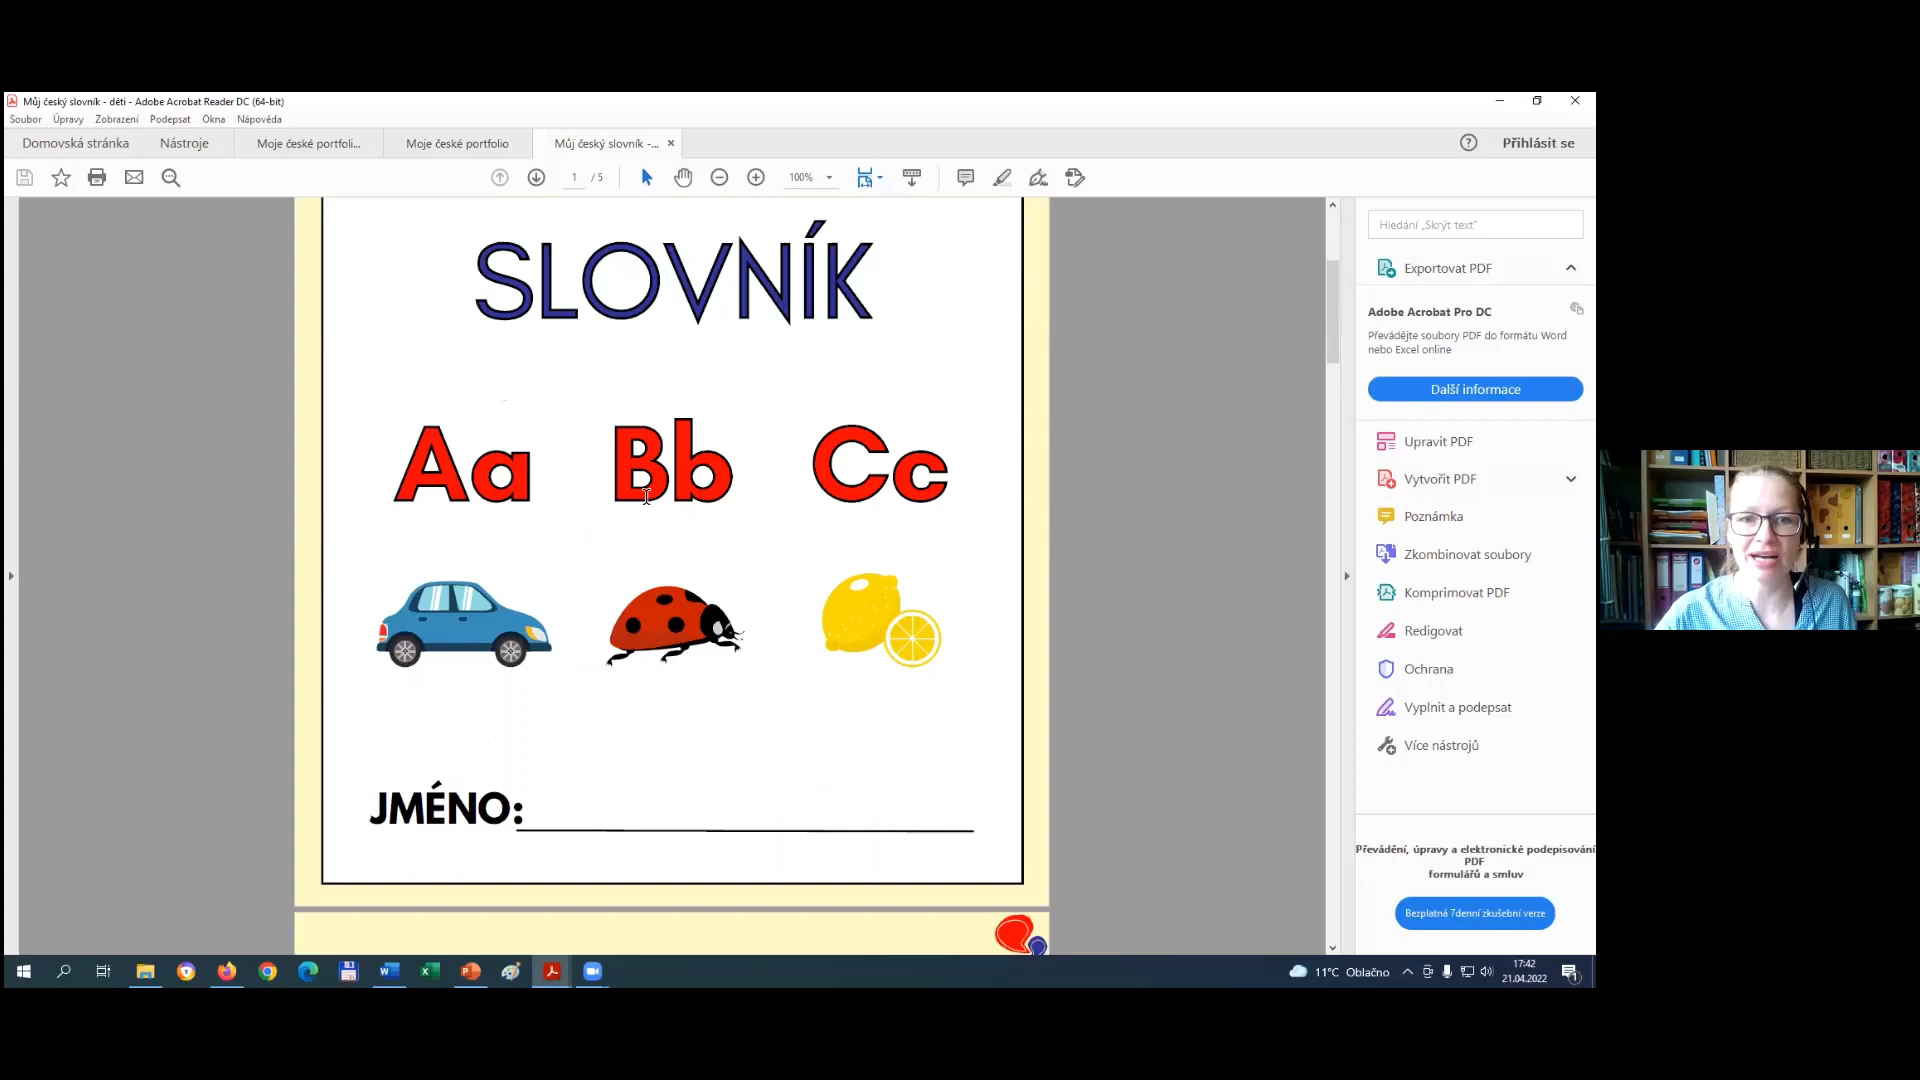 Můj český slovník - děti - Adobe Acrobat Reader DC (64-bit)
Soubor Úpravy Zobrazení Podepsat Okna Nápověda
Domovská stránka Nástroje Moje české portfoli... Moje české portfolio Můj český slovník -... Přihlásit se
1 / 5 100%
SLOVNÍK
Aa Bb Cc
JMÉNO:
Hledání „Skrýt text"
Exportovat PDF
Adobe Acrobat Pro DC
Převádějte soubory PDF do formátu Word
nebo Excel online
Další informace
Upravit PDF
Vytvořit PDF
Poznámka
Zkombinovat soubory
Komprimovat PDF
Redigovat
Ochrana
Vyplnit a podepsat
Více nástrojů
Převádění, úpravy a elektronické podepisování
PDF
formulářů a smluv
Bezplatná 7denní zkušební verze
11°C Oblačno
17:42
21.04.2022
1